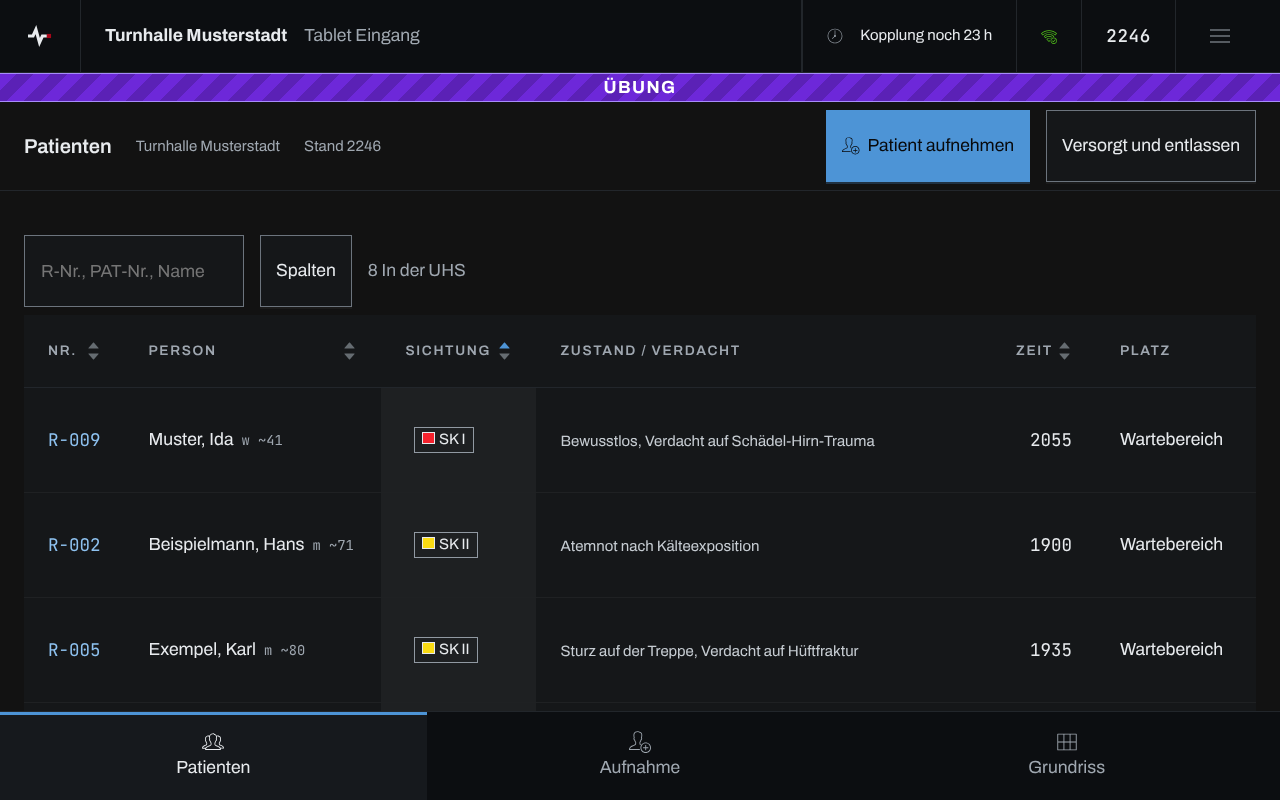 Turnhalle Musterstadt Tablet Eingang Kopplung noch 23 h 2246
ÜBUNG
Patienten Turnhalle Musterstadt Stand 2246 Patient aufnehmen Versorgt und entlassen
R-Nr., PAT-Nr., Name Spalten 8 In der UHS
NR. PERSON SICHTUNG ZUSTAND / VERDACHT ZEIT PLATZ
R-009 Muster, Ida w ~41 SK I Bewusstlos, Verdacht auf Schädel-Hirn-Trauma 2055 Wartebereich
R-002 Beispielmann, Hans m ~71 SK II Atemnot nach Kälteexposition 1900 Wartebereich
R-005 Exempel, Karl m ~80 SK II Sturz auf der Treppe, Verdacht auf Hüftfraktur 1935 Wartebereich
Patienten Aufnahme Grundriss